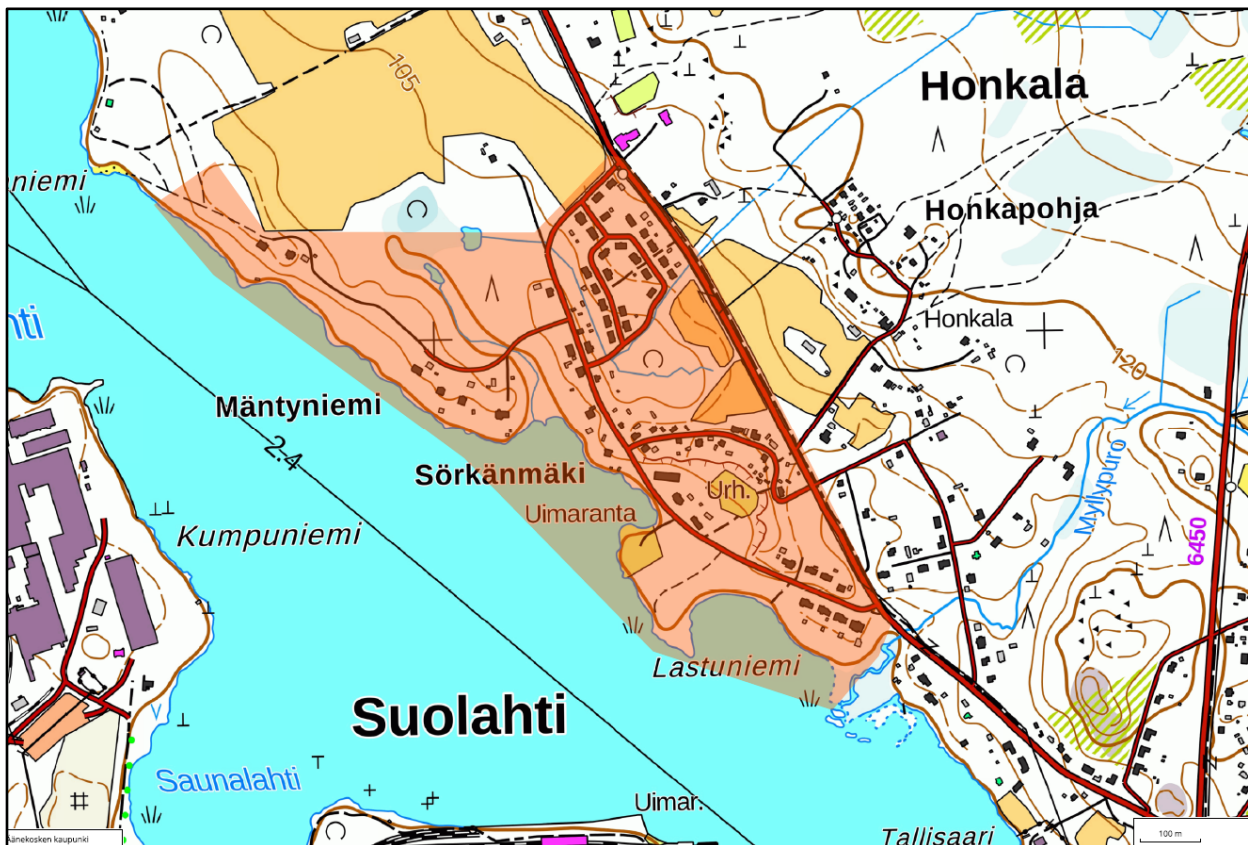 105
Honkala
niemi
Honkapohja
hti
Honkala
120
Mäntyniemi
2.4
Sörkänmäki
Urh.
Uimaranta
Myllypuro
Kumpuniemi
6450
Lastuniemi
Suolahti
Saunalahti
Uimar.
Tallisaari
Äänekosken kaupunki
100 m